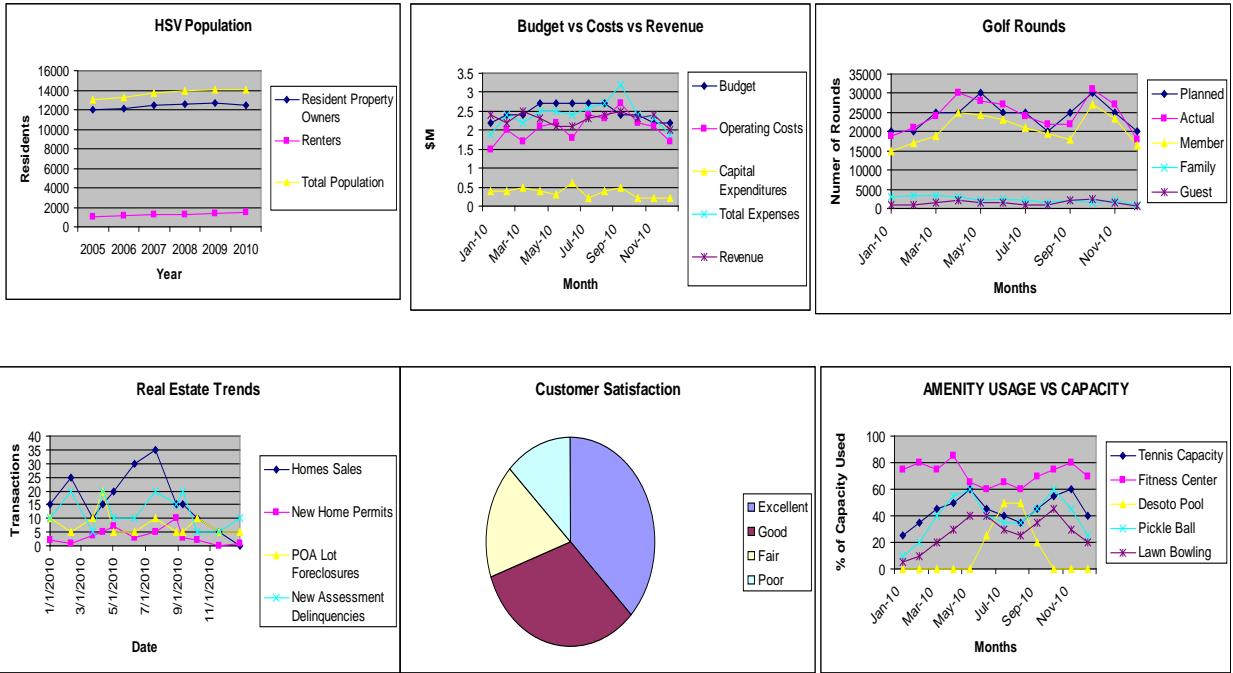 HSV Population
16000
14000
12000
10000
8000
6000
4000
2000
0
Residents
2005 2006 2007 2008 2009 2010
Year
Resident Property
Owners
Renters
Total Population
Budget vs Costs vs Revenue
3.5
3
2.5
2
1.5
1
0.5
0
$M
Jan-10 Mar-10 May-10 Jul-10 Sep-10 Nov-10
Month
Budget
Operating Costs
Capital
Expenditures
Total Expenses
Revenue
Golf Rounds
35000
30000
25000
20000
15000
10000
5000
0
Numer of Rounds
Jan-10 Mar-10 May-10 Jul-10 Sep-10 Nov-10
Months
Planned
Actual
Member
Family
Guest
Real Estate Trends
40
35
30
25
20
15
10
5
0
Transactions
1/1/2010 3/1/2010 5/1/2010 7/1/2010 9/1/2010 11/1/2010
Date
Homes Sales
New Home Permits
POA Lot
Foreclosures
New Assessment
Delinquencies
Customer Satisfaction
Excellent
Good
Fair
Poor
AMENITY USAGE VS CAPACITY
100
80
60
40
20
0
% of Capacity Used
Jan-10 Mar-10 May-10 Jul-10 Sep-10 Nov-10
Months
Tennis Capacity
Fitness Center
Desoto Pool
Pickle Ball
Lawn Bowling